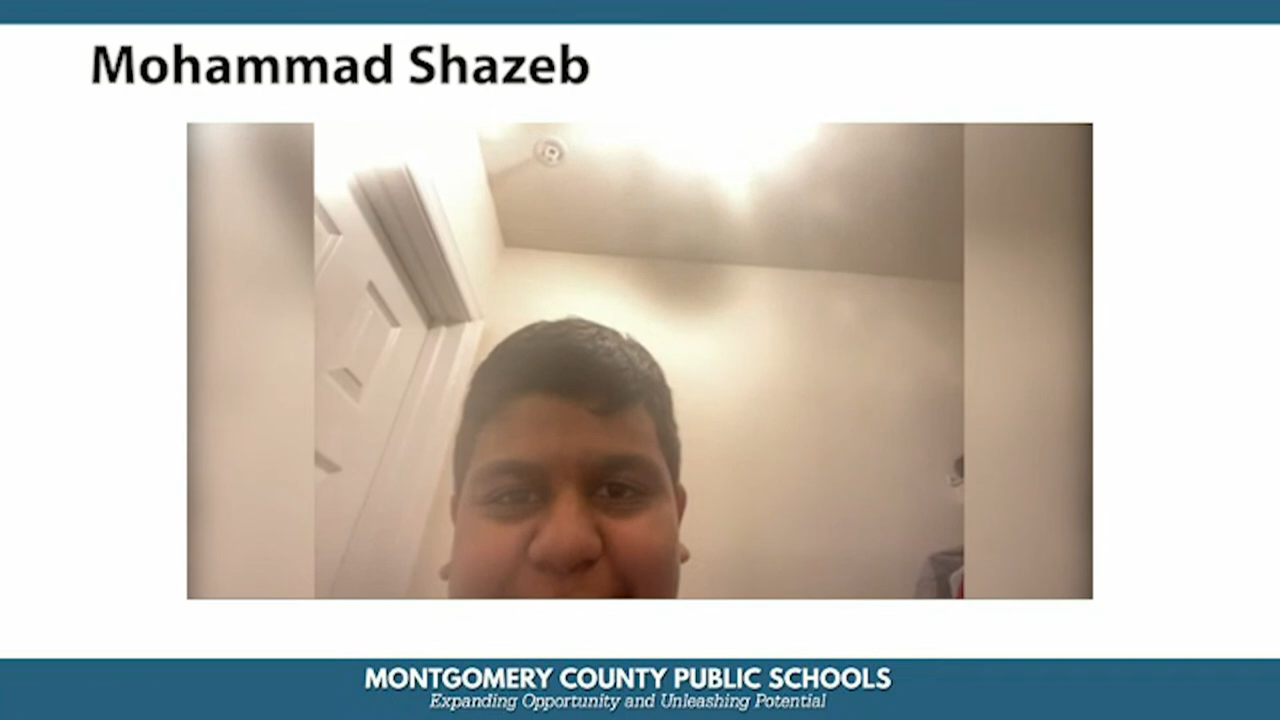 Mohammad Shazeb
MONTGOMERY COUNTY PUBLIC SCHOOLS
Expanding Opportunity and Unleashing Potential